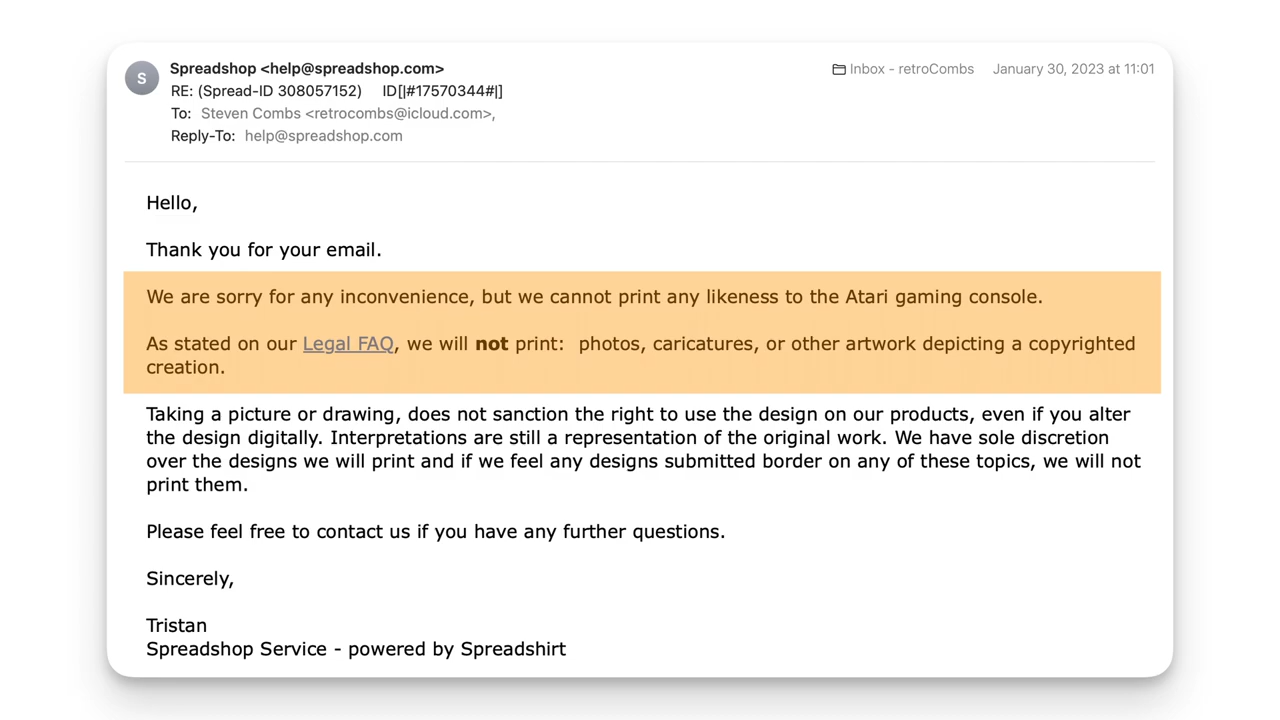 S
Spreadshop <help@spreadshop.com>
Inbox - retroCombs January 30, 2023 at 11:01
RE: (Spread-ID 308057152) ID[|#17570344#|]
To: Steven Combs <retrocombs@icloud.com>,
Reply-To: help@spreadshop.com
Hello,
Thank you for your email.
We are sorry for any inconvenience, but we cannot print any likeness to the Atari gaming console.
As stated on our Legal FAQ, we will not print: photos, caricatures, or other artwork depicting a copyrighted
creation.
Taking a picture or drawing, does not sanction the right to use the design on our products, even if you alter
the design digitally. Interpretations are still a representation of the original work. We have sole discretion
over the designs we will print and if we feel any designs submitted border on any of these topics, we will not
print them.
Please feel free to contact us if you have any further questions.
Sincerely,
Tristan
Spreadshop Service - powered by Spreadshirt